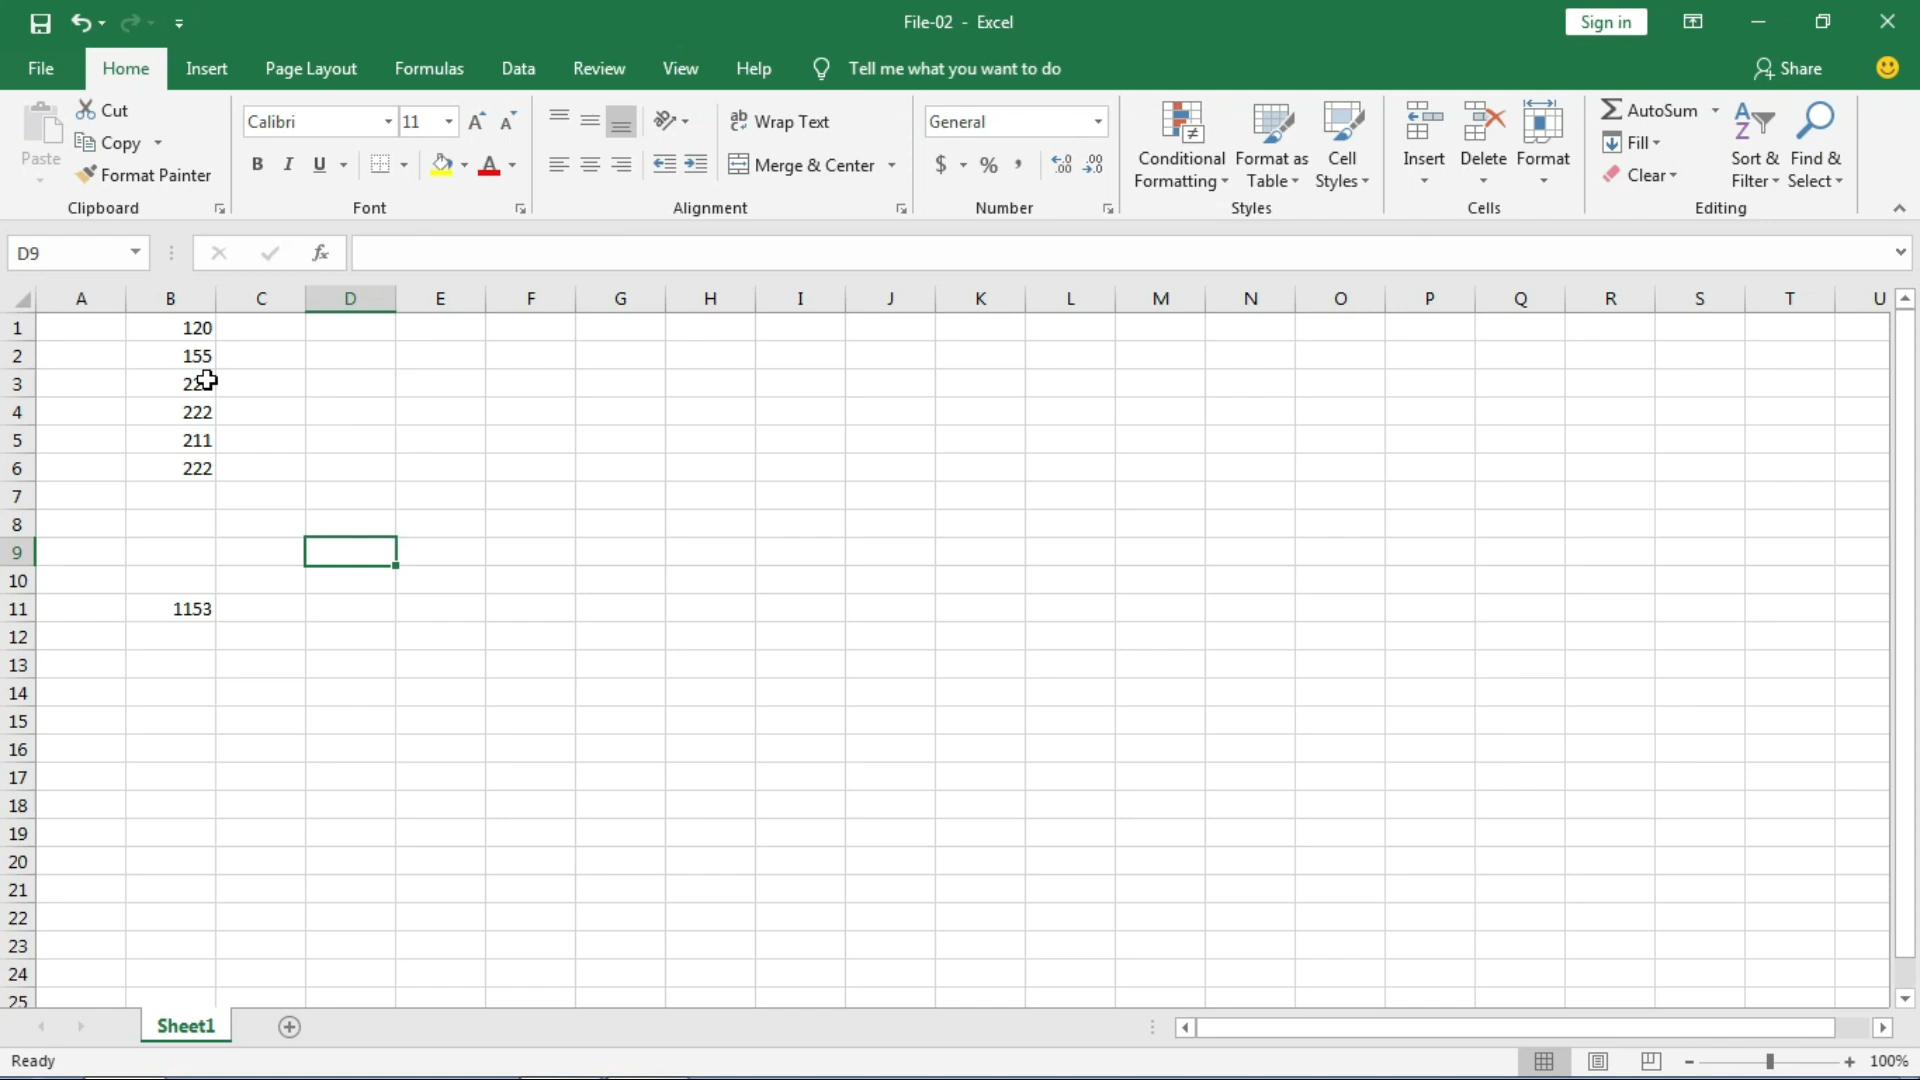 File-02 - Excel
Sign in
File Home Insert Page Layout Formulas Data Review View Help Tell me what you want to do Share
Paste
Cut
Copy
Format Painter
Clipboard
Calibri 11
B I U A
Font
Wrap Text
Merge & Center
Alignment
General
$ % ,
Number
Conditional Formatting
Format as Table
Cell Styles
Styles
Insert Delete Format
Cells
AutoSum
Fill
Clear
Sort & Filter
Find & Select
Editing
D9 fx
A B C D E F G H I J K L M N O P Q R S T U
1 120
2 155
3
4 222
5 211
6 222
7
8
9
10
11 1153
12
13
14
15
16
17
18
19
20
21
22
23
24
25
Sheet1
Ready 100%